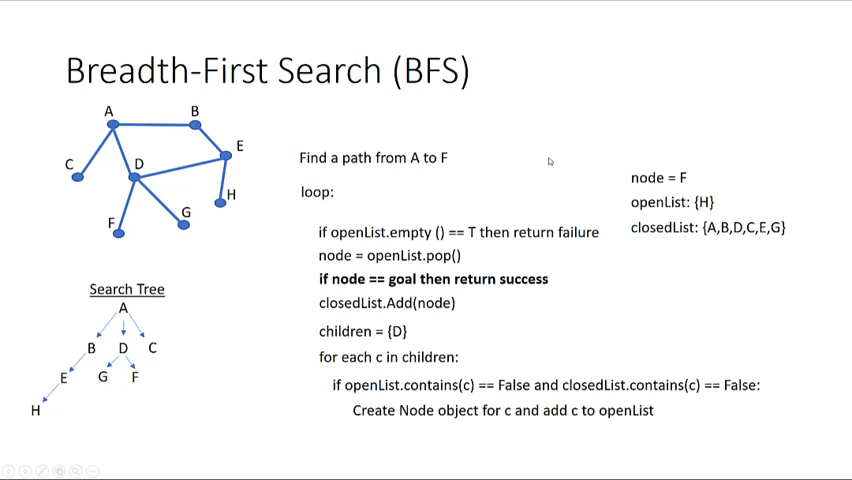 Breadth-First Search (BFS)
A
B
E
C
D
H
G
F
Search Tree
A
B D C
E G F
H
Find a path from A to F
loop:
if openList.empty () == T then return failure
node = openList.pop()
if node == goal then return success
closedList.Add(node)
children = {D}
for each c in children:
if openList.contains(c) == False and closedList.contains(c) == False:
Create Node object for c and add c to openList
node = F
openList: {H}
closedList: {A,B,D,C,E,G}